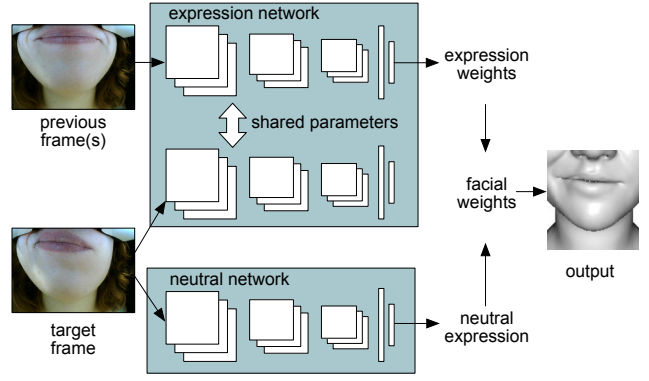 expression network
previous
frame(s)
shared parameters
expression
weights
facial
weights
output
target
frame
neutral network
neutral
expression